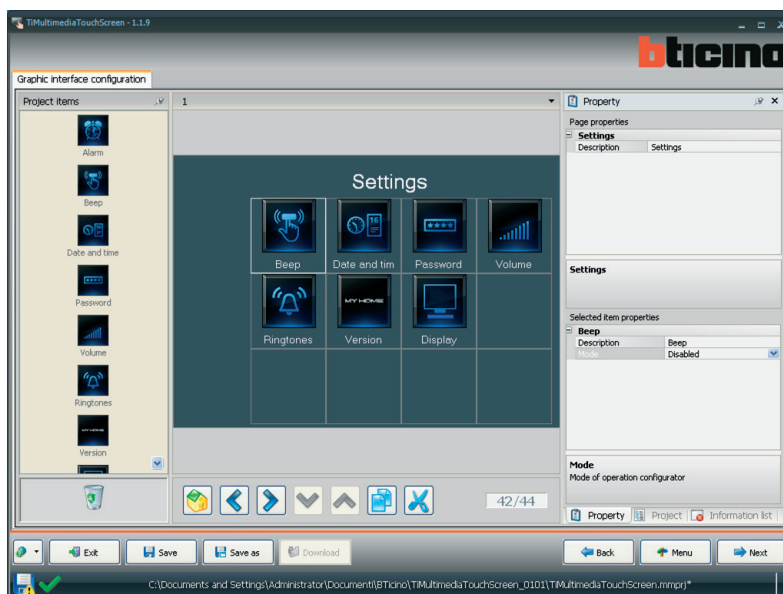 TiMultimediaTouchScreen - 1.1.9
bticino
Graphic interface configuration
Project items
Alarm
Beep
Date and time
Password
Volume
Ringtones
Version
1
Settings
Beep
Date and tim
Password
Volume
MY HOME
Ringtones
Version
Display
42/44
Property
Page properties
Settings
Description Settings
Settings
Selected item properties
Beep
Description Beep
Mode Disabled
Mode
Mode of operation configurator
Property Project Information list
Exit Save Save as Download Back Menu Next
C:\Documents and Settings\Administrator\Documenti\BTicino\TiMultimediaTouchScreen_0101\TiMultimediaTouchScreen.mmprj*